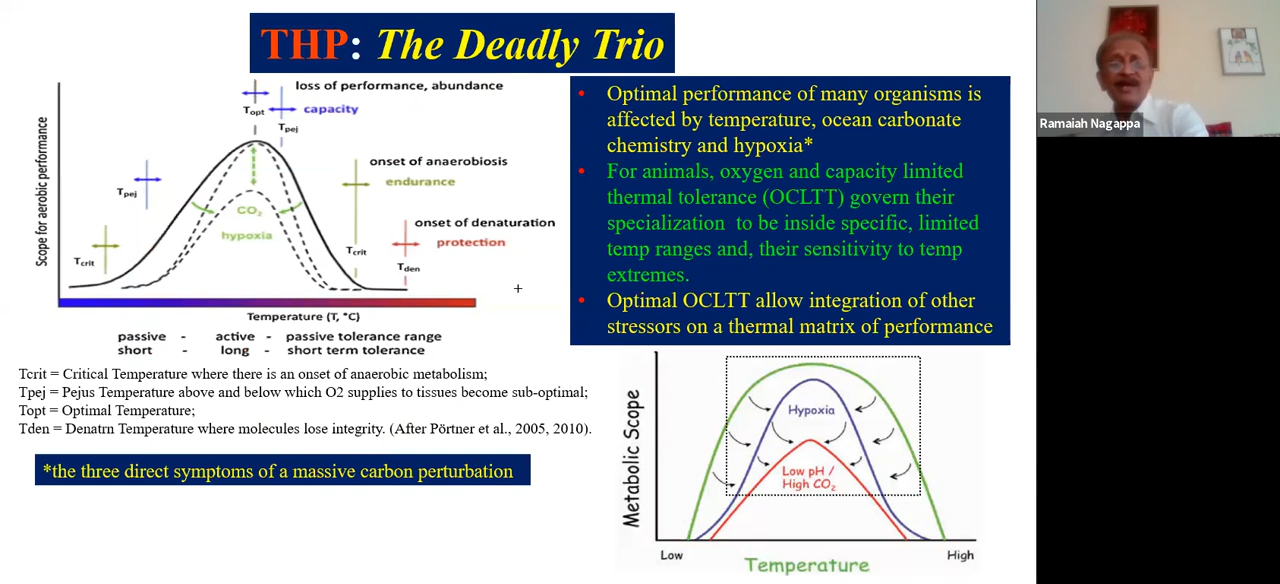 THP: The Deadly Trio
loss of performance, abundance
Topt
capacity
Tpej
onset of anaerobiosis
endurance
Tpej
CO2
hypoxia
onset of denaturation
protection
Tcrit
Tcrit
Tden
Scope for aerobic performance
+
Temperature (T, °C)
passive - active - passive tolerance range
short - long - short term tolerance
Tcrit = Critical Temperature where there is an onset of anaerobic metabolism;
Tpej = Pejus Temperature above and below which O2 supplies to tissues become sub-optimal;
Topt = Optimal Temperature;
Tden = Denatrn Temperature where molecules lose integrity. (After Pörtner et al., 2005, 2010).
*the three direct symptoms of a massive carbon perturbation
• Optimal performance of many organisms is
affected by temperature, ocean carbonate
chemistry and hypoxia*
• For animals, oxygen and capacity limited
thermal tolerance (OCLTT) govern their
specialization to be inside specific, limited
temp ranges and, their sensitivity to temp
extremes.
• Optimal OCLTT allow integration of other
stressors on a thermal matrix of performance
Metabolic Scope
Hypoxia
Low pH /
High CO2
Low
High
Temperature
Ramaiah Nagappa